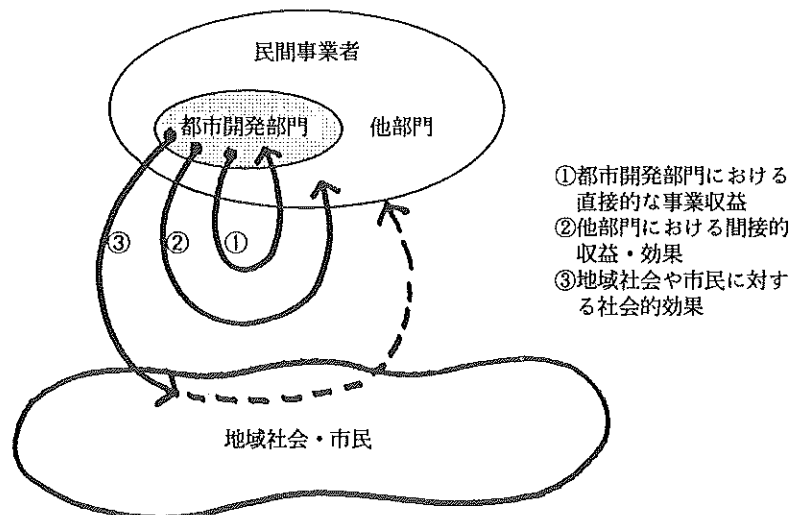 民間事業者
都市開発部門
他部門
③
②
①
①都市開発部門における
直接的な事業収益
②他部門における間接的
収益・効果
③地域社会や市民に対す
る社会的効果
地域社会・市民